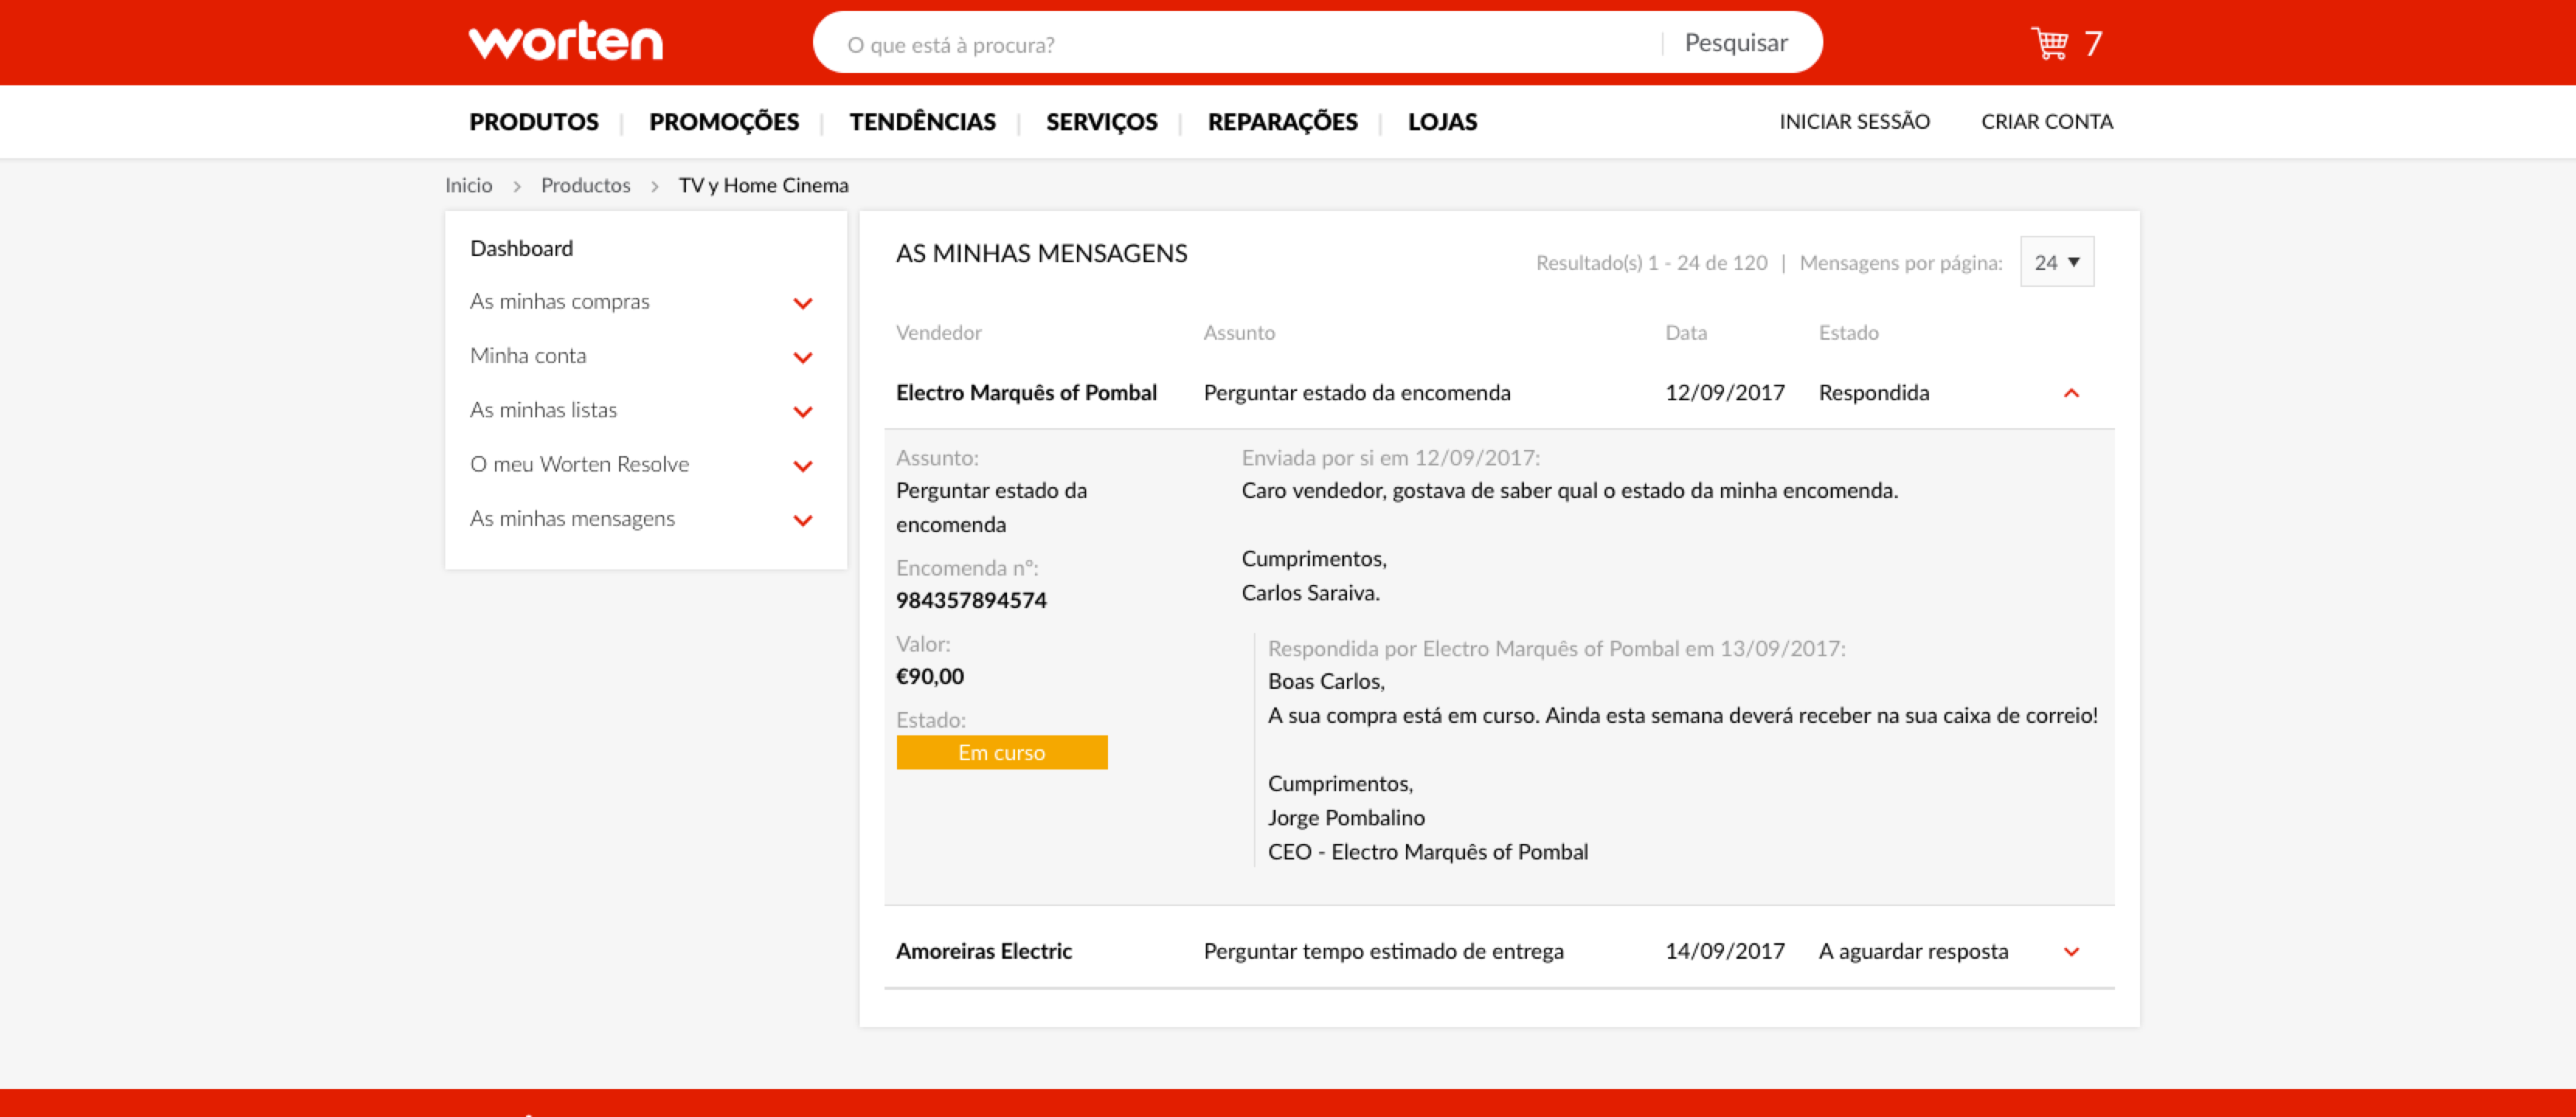 worten
O que está à procura?
Pesquisar
7
PRODUTOS
PROMOÇÕES
TENDÊNCIAS
SERVIÇOS
REPARAÇÕES
LOJAS
INICIAR SESSÃO
CRIAR CONTA
Inicio > Productos > TV y Home Cinema
Dashboard
As minhas compras
Minha conta
As minhas listas
O meu Worten Resolve
As minhas mensagens
AS MINHAS MENSAGENS
Resultado(s) 1 - 24 de 120 | Mensagens por página: 24
Vendedor Assunto Data Estado
Electro Marquês of Pombal Perguntar estado da encomenda 12/09/2017 Respondida
Assunto:
Perguntar estado da
encomenda
Encomenda nº:
984357894574
Valor:
€90,00
Estado:
Em curso
Enviada por si em 12/09/2017:
Caro vendedor, gostava de saber qual o estado da minha encomenda.
Cumprimentos,
Carlos Saraiva.
Respondida por Electro Marquês of Pombal em 13/09/2017:
Boas Carlos,
A sua compra está em curso. Ainda esta semana deverá receber na sua caixa de correio!
Cumprimentos,
Jorge Pombalino
CEO - Electro Marquês of Pombal
Amoreiras Electric Perguntar tempo estimado de entrega 14/09/2017 A aguardar resposta